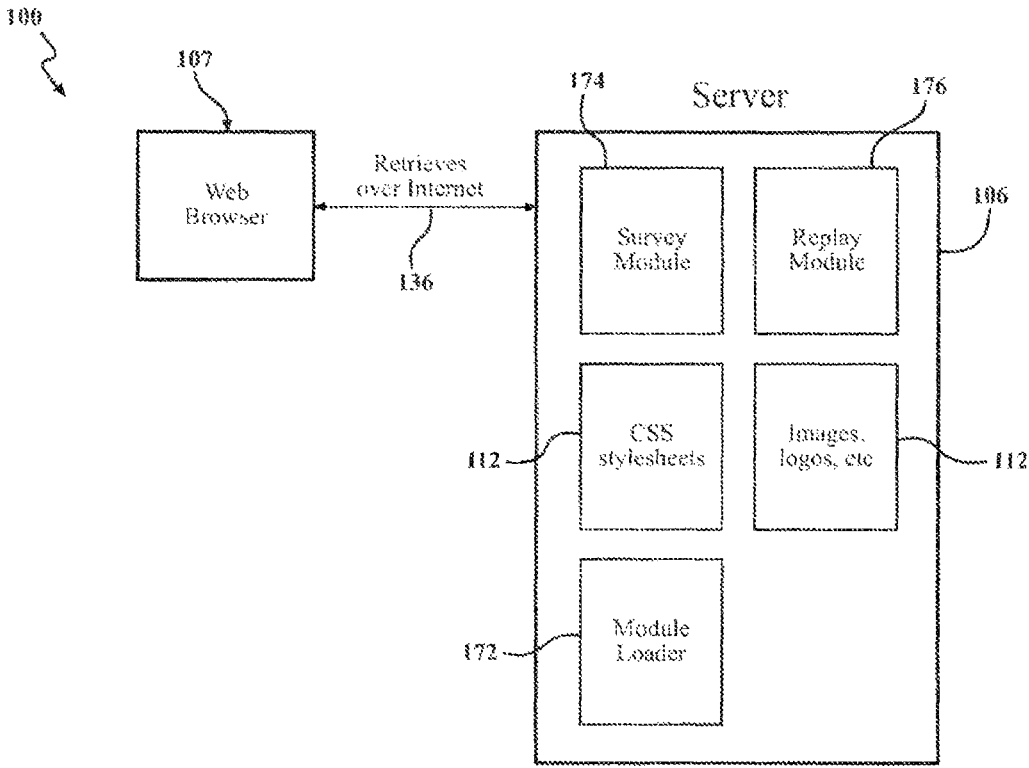 100
107
Web
Browser
Retrieves
over Internet
136
Server
174
176
106
Survey
Module
Replay
Module
112
CSS
stylesheets
Images,
logos, etc
112
172
Module
Loader